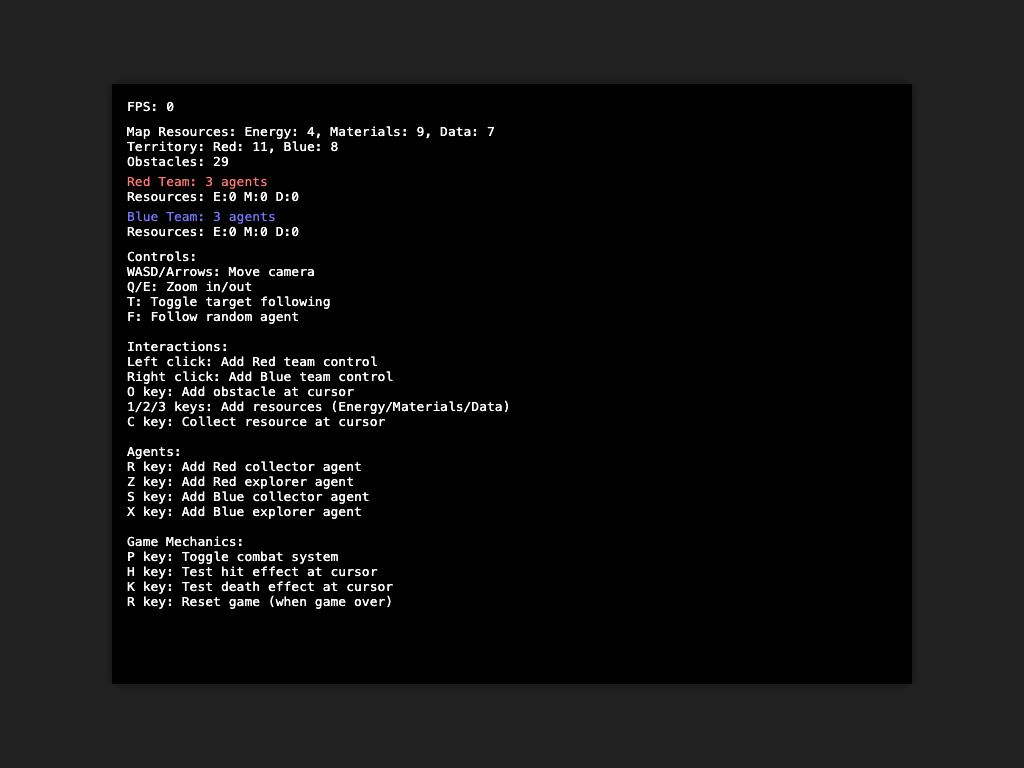 FPS: 0
Map Resources: Energy: 4, Materials: 9, Data: 7
Territory: Red: 11, Blue: 8
Obstacles: 29
Red Team: 3 agents
Resources: E:0 M:0 D:0
Blue Team: 3 agents
Resources: E:0 M:0 D:0
Controls:
WASD/Arrows: Move camera
Q/E: Zoom in/out
T: Toggle target following
F: Follow random agent
Interactions:
Left click: Add Red team control
Right click: Add Blue team control
O key: Add obstacle at cursor
1/2/3 keys: Add resources (Energy/Materials/Data)
C key: Collect resource at cursor
Agents:
R key: Add Red collector agent
Z key: Add Red explorer agent
S key: Add Blue collector agent
X key: Add Blue explorer agent
Game Mechanics:
P key: Toggle combat system
H key: Test hit effect at cursor
K key: Test death effect at cursor
R key: Reset game (when game over)